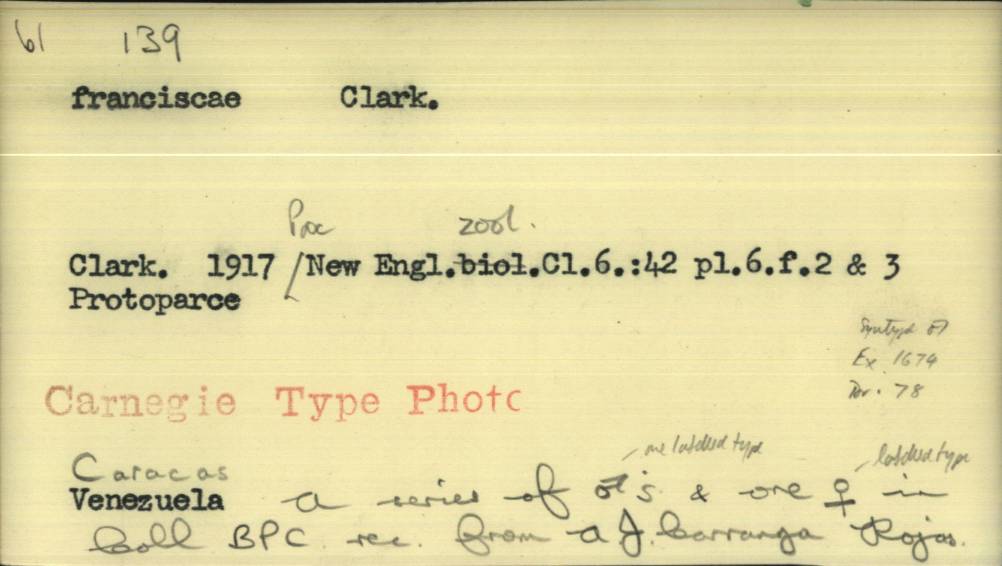 61 139
franciscae Clark.
Proc zool.
Clark. 1917 / New Engl.biol.Cl.6.:42 pl.6.f.2 & 3
Protoparce
Syntype ♂
Ex. 1674
Dr. 78
Carnegie Type Photo
one labelled type labelled type
Caracas
Venezuela a series of ♂'s & one ♀ in
coll BPC rec. from a J. Rojas.